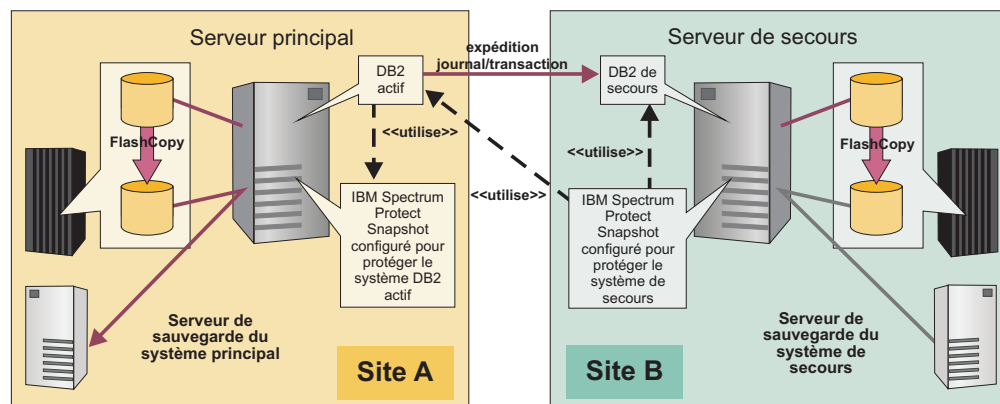 Serveur principal
Serveur de secours
expédition
journal/transaction
DB2
actif
DB2 de
secours
FlashCopy
<<utilise>>
<<utilise>>
<<utilise>>
FlashCopy
IBM Spectrum
Protect
Snapshot
configuré pour
protéger le
système DB2
actif
IBM Spectrum
Protect
Snapshot
configuré pour
protéger le
système de
secours
Serveur de
sauvegarde du
système principal
Site A
Site B
Serveur de
sauvegarde du
système de
secours